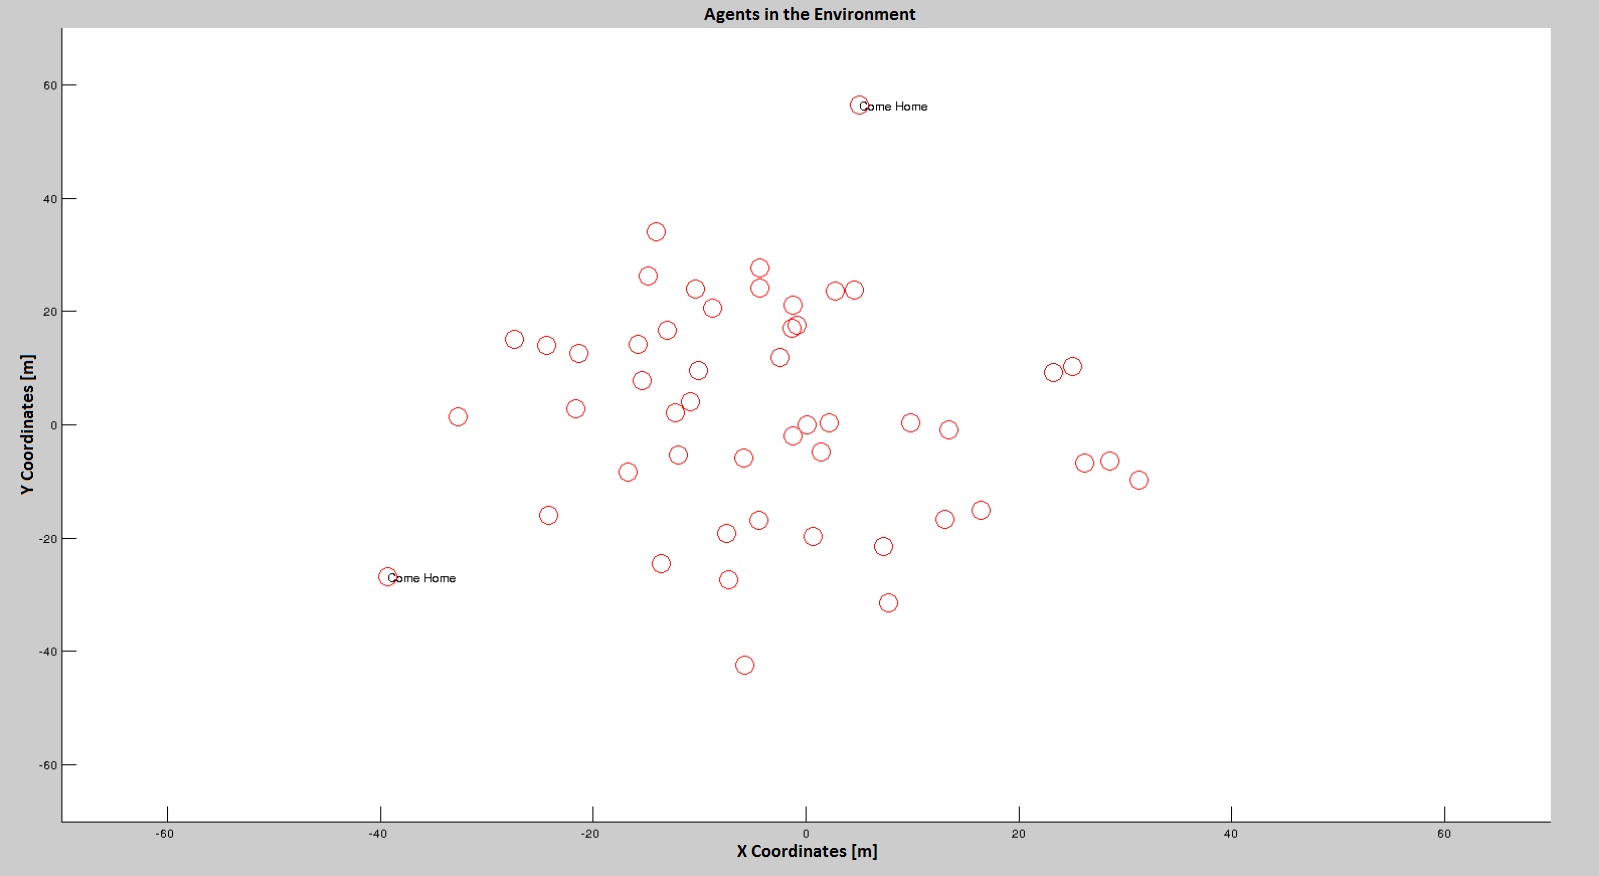 Agents in the Environment
60
Come Home
40
20
0
-20
Come Home
-40
-60
Y Coordinates [m]
-60 -40 -20 0 20 40 60
X Coordinates [m]